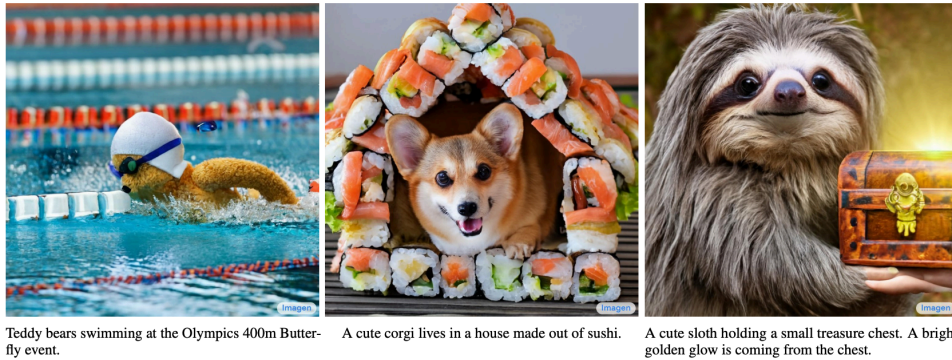 Imagen
Imagen
Imagen
Teddy bears swimming at the Olympics 400m Butter-
fly event.
A cute corgi lives in a house made out of sushi.
A cute sloth holding a small treasure chest. A bright
golden glow is coming from the chest.